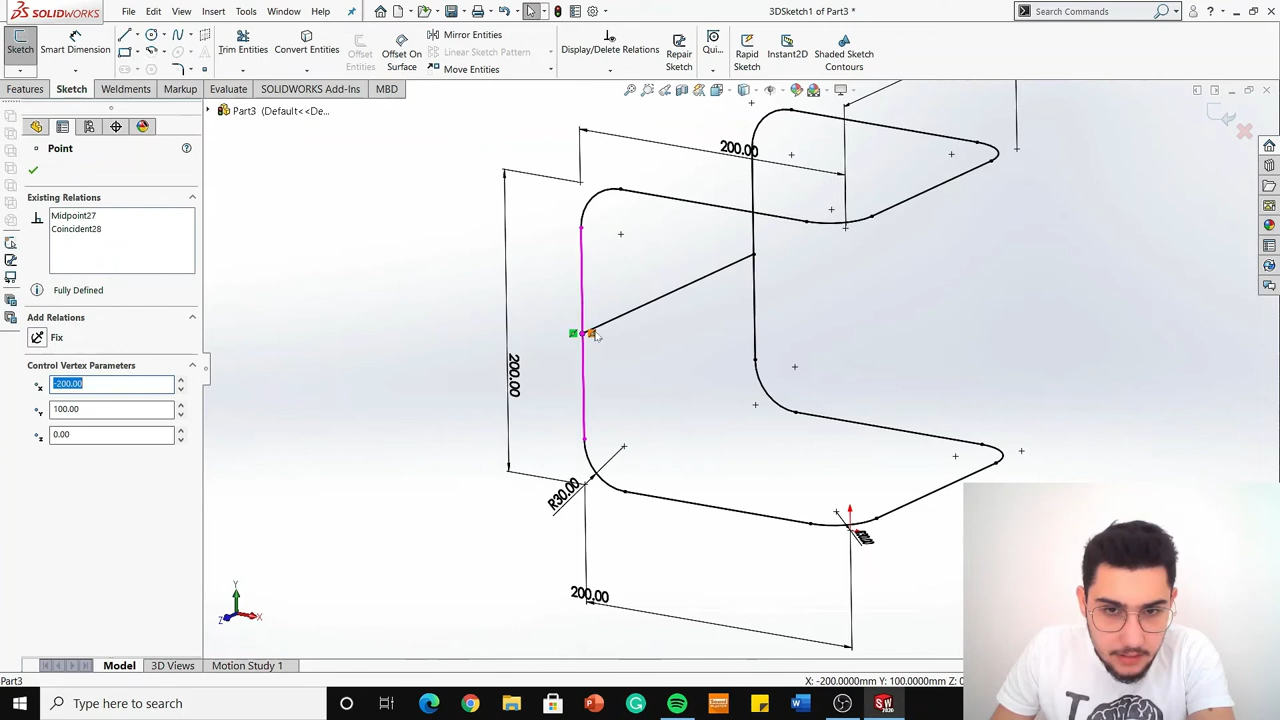 SOLIDWORKS File Edit View Insert Tools Window Help 3DSketch1 of Part3 * Search Commands
Sketch Smart Dimension Trim Entities Convert Entities Offset Entities Offset On Surface Mirror Entities Linear Sketch Pattern Move Entities Display/Delete Relations Repair Sketch Qui... Rapid Sketch Instant2D Shaded Sketch Contours
Features Sketch Weldments Markup Evaluate SOLIDWORKS Add-Ins MBD
Part3 (Default<<De...
Point
Existing Relations
Midpoint27
Coincident28
Fully Defined
Add Relations
Fix
Control Vertex Parameters
-200.00
100.00
0.00
200.00
200.00
R30.00
200.00
Y
Z X
Model 3D Views Motion Study 1
Part3 X: -200.0000mm Y: 100.0000mm Z: 0
Type here to search
I